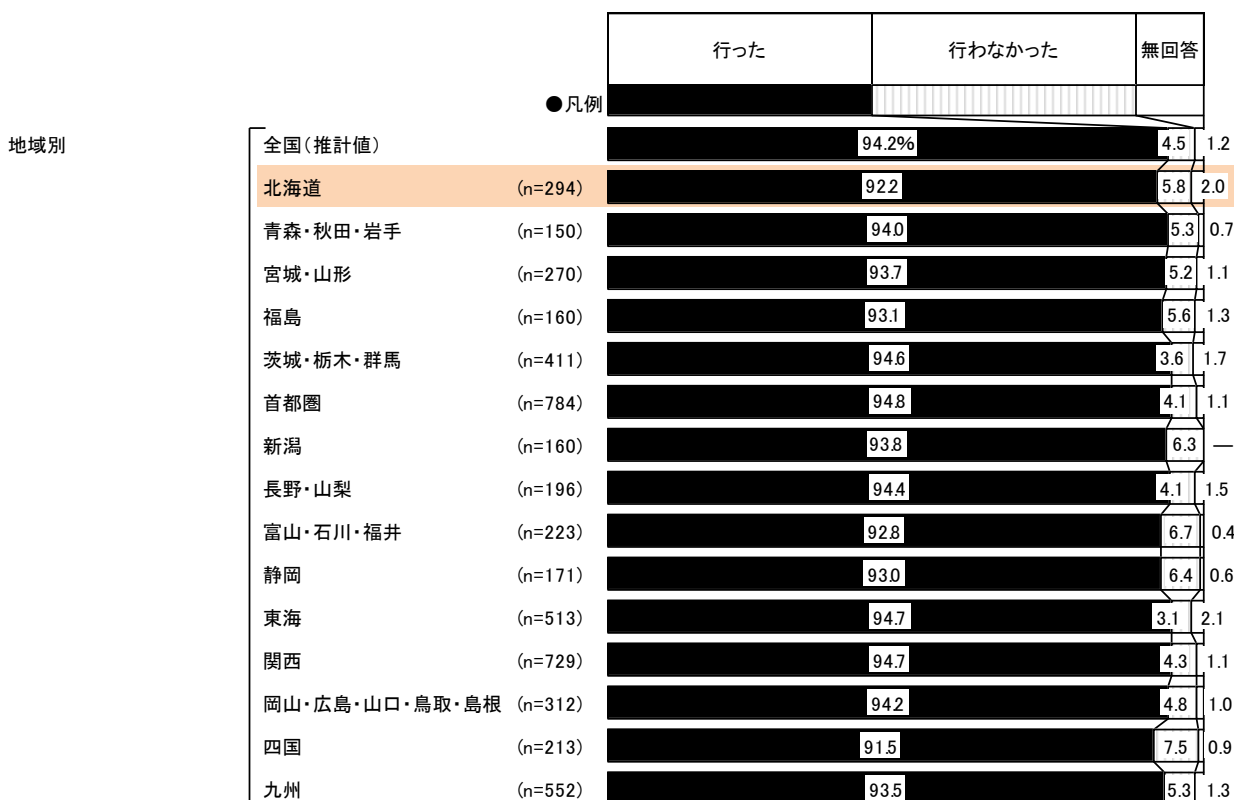 行った 行わなかった 無回答
●凡例
地域別 全国(推計値) 94.2% 4.5 1.2
北海道 (n=294) 92.2 5.8 2.0
青森・秋田・岩手 (n=150) 94.0 5.3 0.7
宮城・山形 (n=270) 93.7 5.2 1.1
福島 (n=160) 93.1 5.6 1.3
茨城・栃木・群馬 (n=411) 94.6 3.6 1.7
首都圏 (n=784) 94.8 4.1 1.1
新潟 (n=160) 93.8 6.3 ―
長野・山梨 (n=196) 94.4 4.1 1.5
富山・石川・福井 (n=223) 92.8 6.7 0.4
静岡 (n=171) 93.0 6.4 0.6
東海 (n=513) 94.7 3.1 2.1
関西 (n=729) 94.7 4.3 1.1
岡山・広島・山口・鳥取・島根 (n=312) 94.2 4.8 1.0
四国 (n=213) 91.5 7.5 0.9
九州 (n=552) 93.5 5.3 1.3